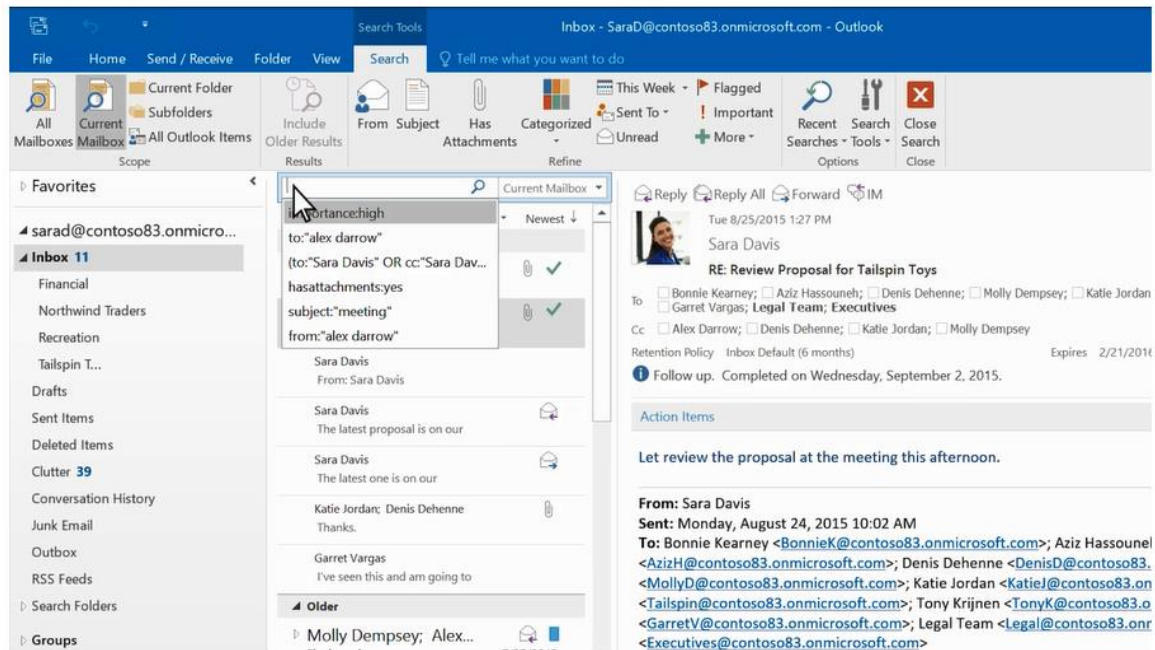 Search Tools
Inbox - SaraD@contoso83.onmicrosoft.com - Outlook
File Home Send / Receive Folder View Search Tell me what you want to do
All Mailboxes
Current Mailbox
Current Folder
Subfolders
All Outlook Items
Scope
Include Older Results
Results
From Subject
Has Attachments
Categorized
This Week
Sent To
Unread
Flagged
Important
More
Refine
Recent Searches
Search Tools
Options
Close Search
Close
Favorites
sarad@contoso83.onmicro...
Inbox 11
Financial
Northwind Traders
Recreation
Tailspin T...
Drafts
Sent Items
Deleted Items
Clutter 39
Conversation History
Junk Email
Outbox
RSS Feeds
Search Folders
Groups
Current Mailbox
Newest
:high
to:"alex darrow"
(to:"Sara Davis" OR cc:"Sara Dav...
hasattachments:yes
subject:"meeting"
from:"alex darrow"
Sara Davis
From: Sara Davis
Sara Davis
The latest proposal is on our
Sara Davis
The latest one is on our
Katie Jordan; Denis Dehenne
Thanks.
Garret Vargas
I've seen this and am going to
Older
Molly Dempsey; Alex...
Reply Reply All Forward IM
Tue 8/25/2015 1:27 PM
Sara Davis
RE: Review Proposal for Tailspin Toys
To Bonnie Kearney; Aziz Hassouneh; Denis Dehenne; Molly Dempsey; Katie Jordan
Garret Vargas; Legal Team; Executives
Cc Alex Darrow; Denis Dehenne; Katie Jordan; Molly Dempsey
Retention Policy Inbox Default (6 months) Expires 2/21/2016
Follow up. Completed on Wednesday, September 2, 2015.
Action Items
Let review the proposal at the meeting this afternoon.
From: Sara Davis
Sent: Monday, August 24, 2015 10:02 AM
To: Bonnie Kearney <BonnieK@contoso83.onmicrosoft.com>; Aziz Hassounel
<AzizH@contoso83.onmicrosoft.com>; Denis Dehenne <DenisD@contoso83.
<MollyD@contoso83.onmicrosoft.com>; Katie Jordan <KatieJ@contoso83.on
<Tailspin@contoso83.onmicrosoft.com>; Tony Krijnen <TonyK@contoso83.o
<GarretV@contoso83.onmicrosoft.com>; Legal Team <Legal@contoso83.onr
<Executives@contoso83.onmicrosoft.com>